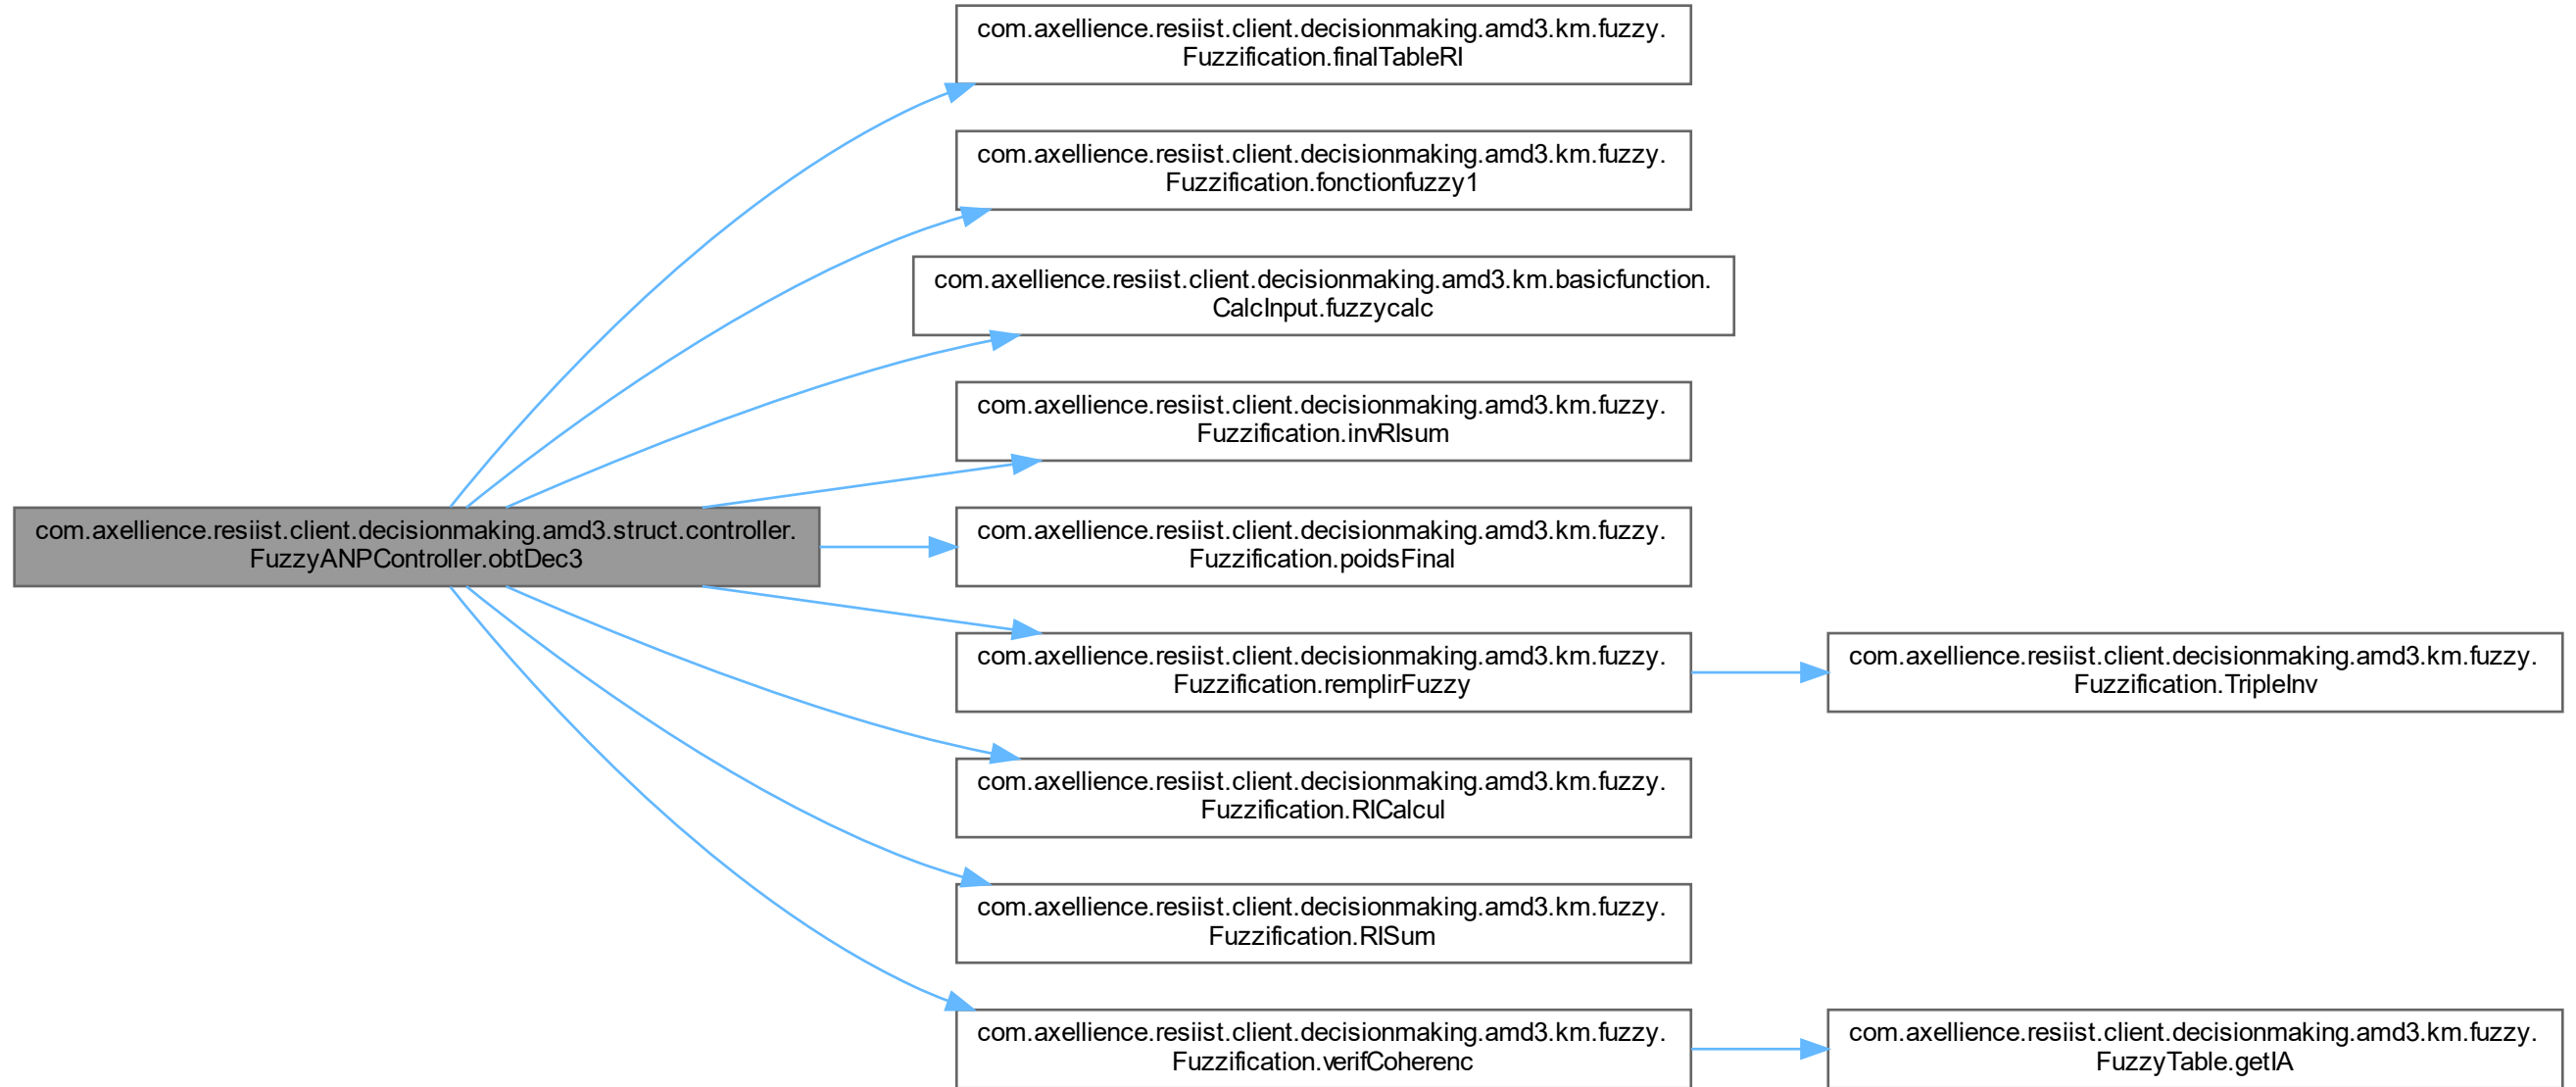 com.axellience.resiist.client.decisionmaking.amd3.km.fuzzy.
Fuzzification.finalTableRI
com.axellience.resiist.client.decisionmaking.amd3.km.fuzzy.
Fuzzification.fonctionfuzzy1
com.axellience.resiist.client.decisionmaking.amd3.km.basicfunction.
CalcInput.fuzzycalc
com.axellience.resiist.client.decisionmaking.amd3.km.fuzzy.
Fuzzification.invRIsum
com.axellience.resiist.client.decisionmaking.amd3.struct.controller.
FuzzyANPController.obtDec3
com.axellience.resiist.client.decisionmaking.amd3.km.fuzzy.
Fuzzification.poidsFinal
com.axellience.resiist.client.decisionmaking.amd3.km.fuzzy.
Fuzzification.remplirFuzzy
com.axellience.resiist.client.decisionmaking.amd3.km.fuzzy.
Fuzzification.TripleInv
com.axellience.resiist.client.decisionmaking.amd3.km.fuzzy.
Fuzzification.RICalcul
com.axellience.resiist.client.decisionmaking.amd3.km.fuzzy.
Fuzzification.RISum
com.axellience.resiist.client.decisionmaking.amd3.km.fuzzy.
Fuzzification.verifCoherenc
com.axellience.resiist.client.decisionmaking.amd3.km.fuzzy.
FuzzyTable.getIA